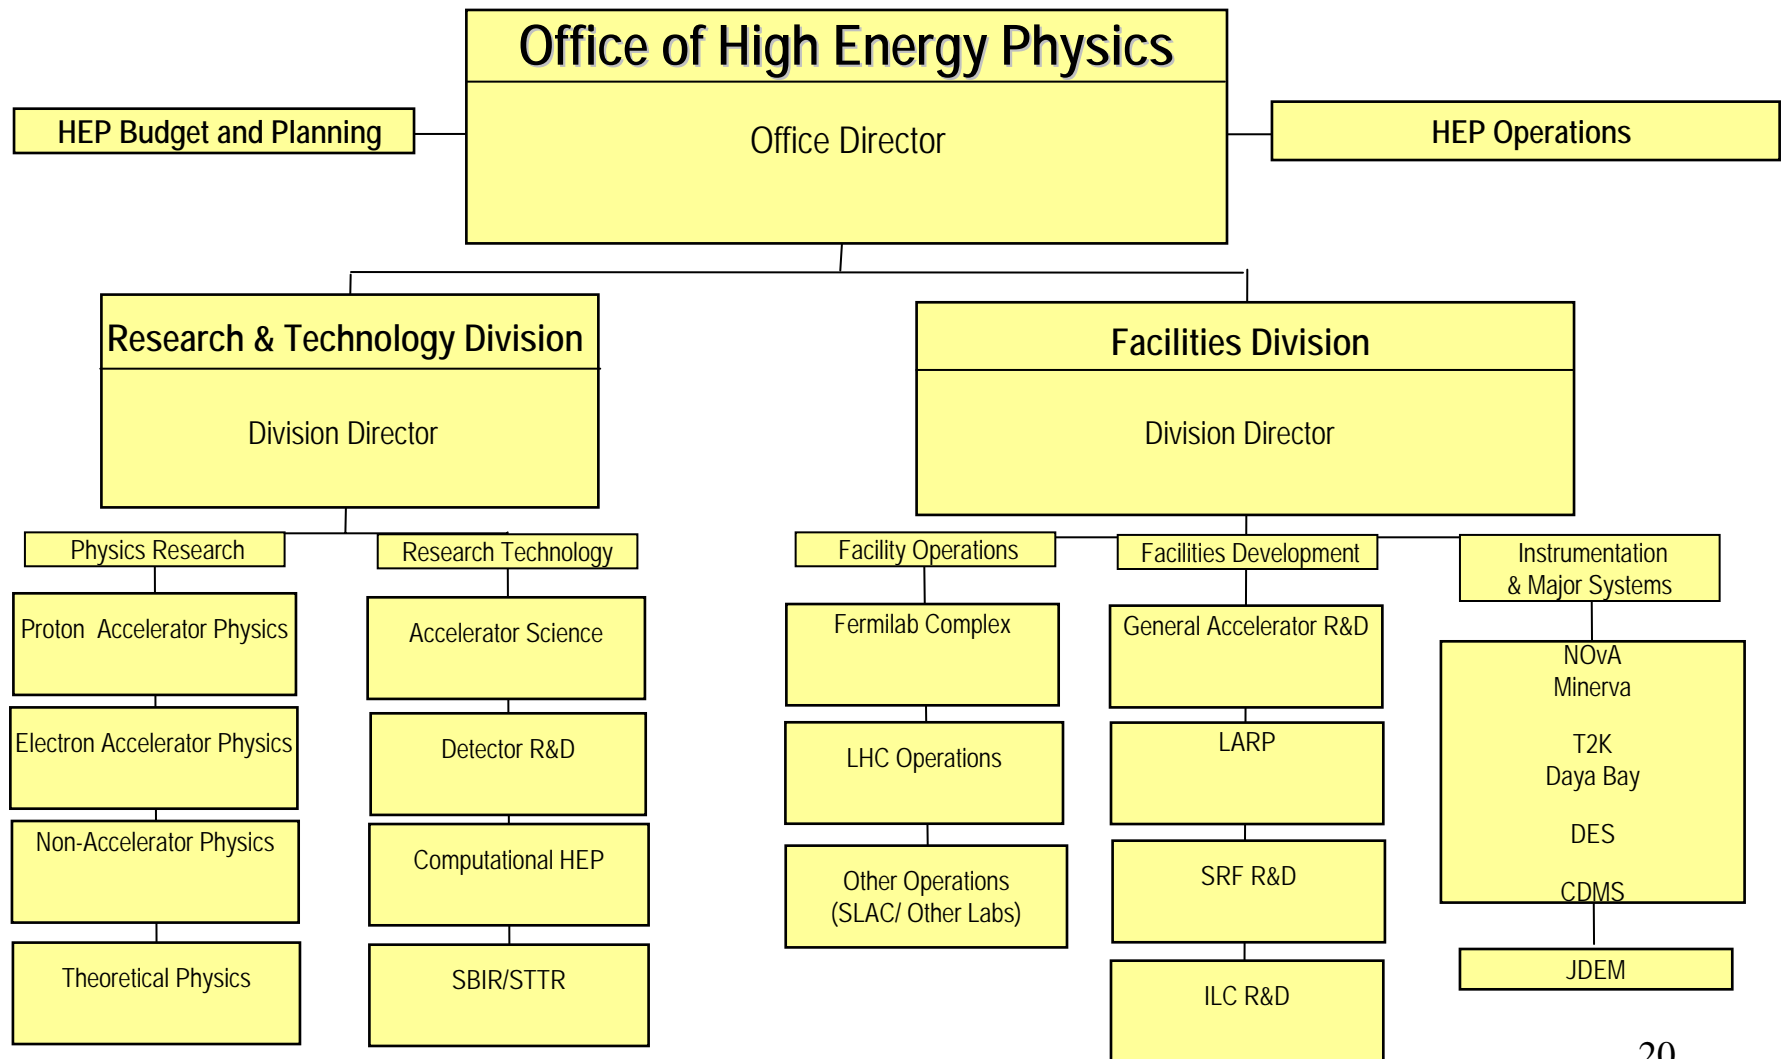 Office of High Energy Physics
HEP Budget and Planning
Office Director
HEP Operations
Research & Technology Division
Division Director
Facilities Division
Division Director
Physics Research
Proton Accelerator Physics
Electron Accelerator Physics
Non-Accelerator Physics
Theoretical Physics
Research Technology
Accelerator Science
Detector R&D
Computational HEP
SBIR/STTR
Facility Operations
Fermilab Complex
LHC Operations
Other Operations
(SLAC/ Other Labs)
Facilities Development
General Accelerator R&D
LARP
SRF R&D
ILC R&D
Instrumentation
& Major Systems
NOvA
Minerva
T2K
Daya Bay
DES
CDMS
JDEM
20